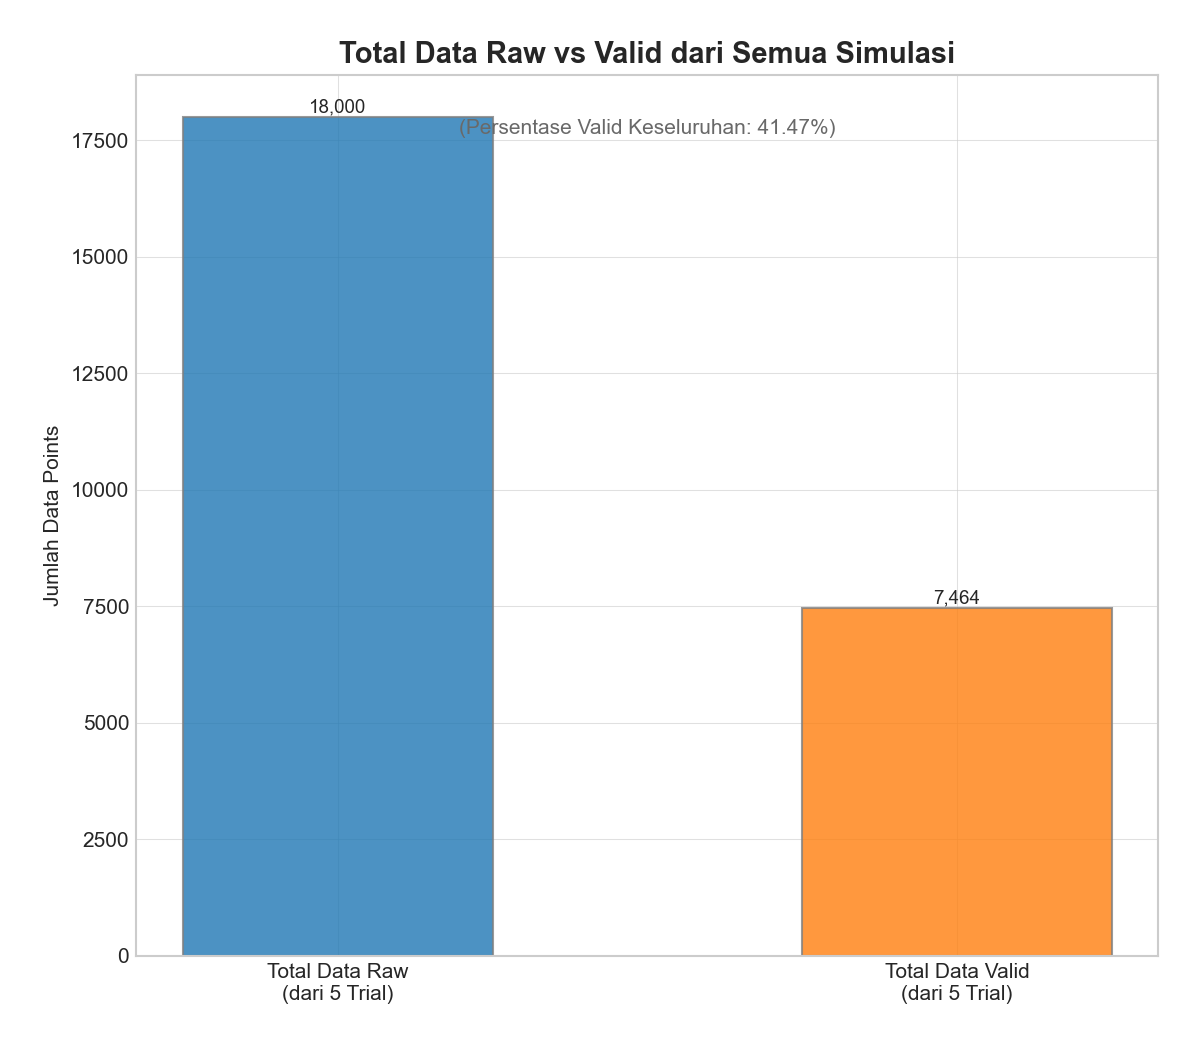 Total Data Raw vs Valid dari Semua Simulasi
18,000
(Persentase Valid Keseluruhan: 41.47%)
17500
15000
12500
10000
7500
5000
2500
0
Jumlah Data Points
7,464
Total Data Raw
(dari 5 Trial)
Total Data Valid
(dari 5 Trial)